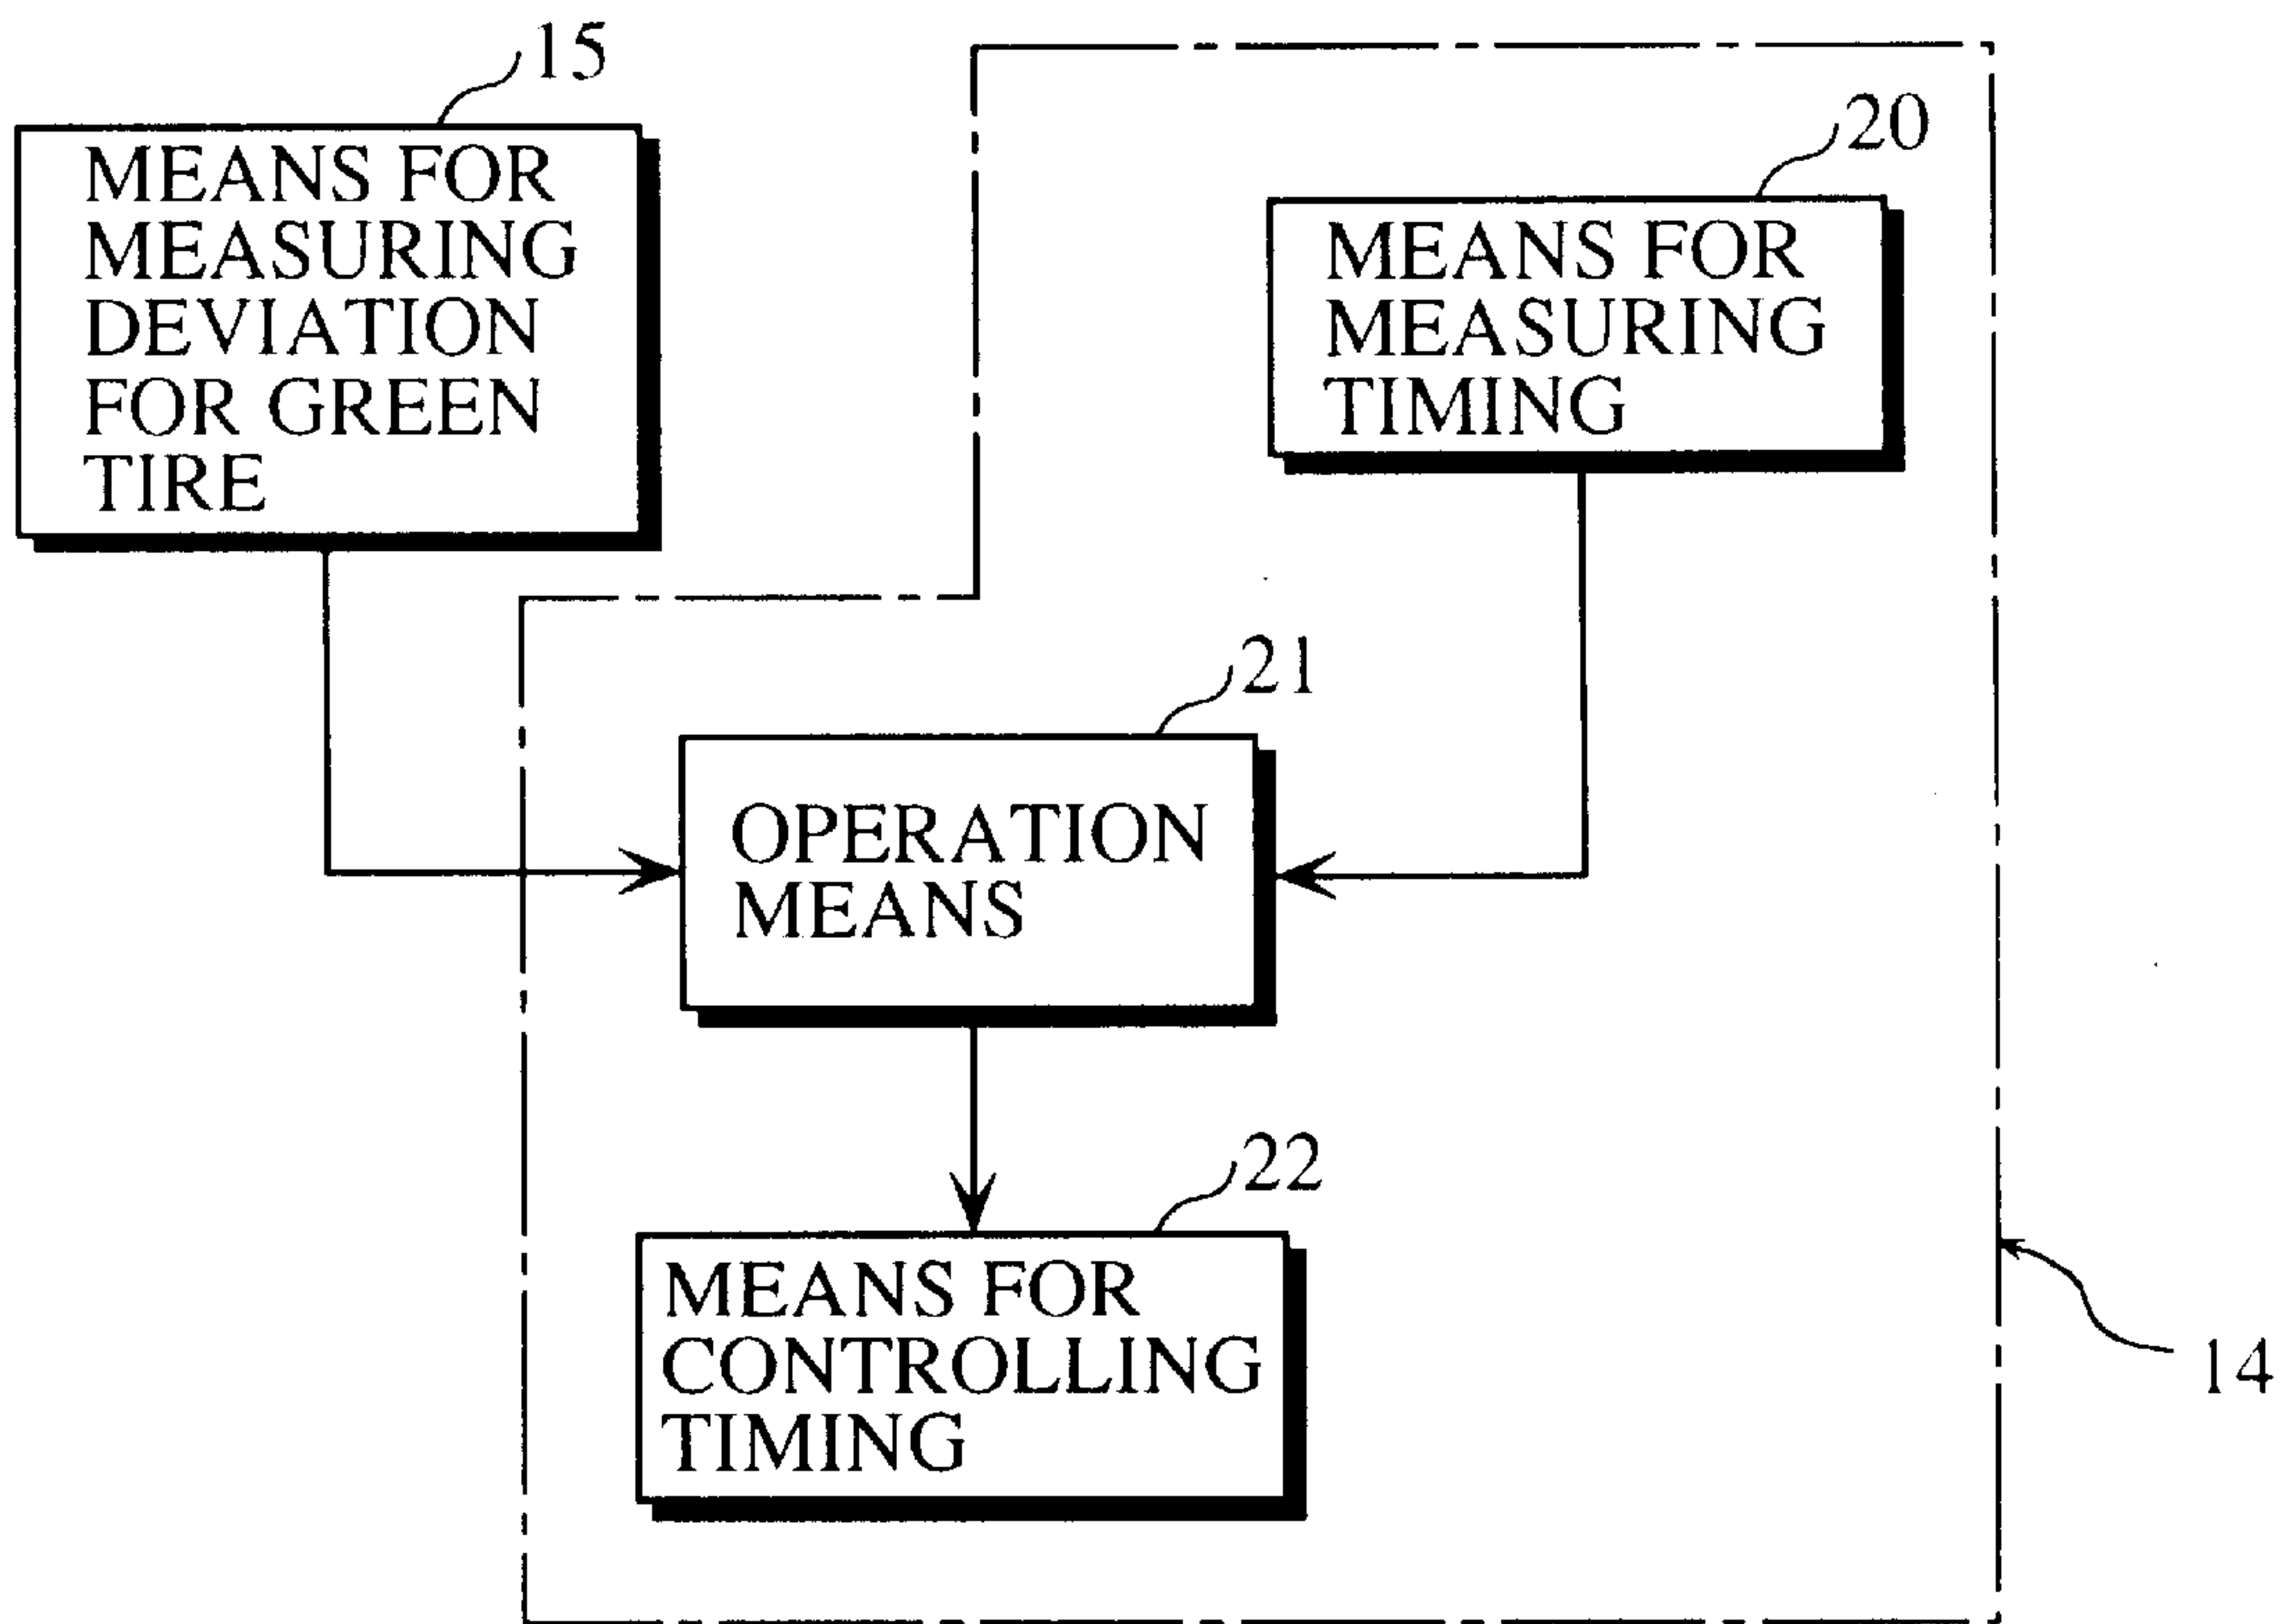 15
MEANS FOR
MEASURING
DEVIATION
FOR GREEN
TIRE
20
MEANS FOR
MEASURING
TIMING
21
OPERATION
MEANS
22
MEANS FOR
CONTROLLING
TIMING
14